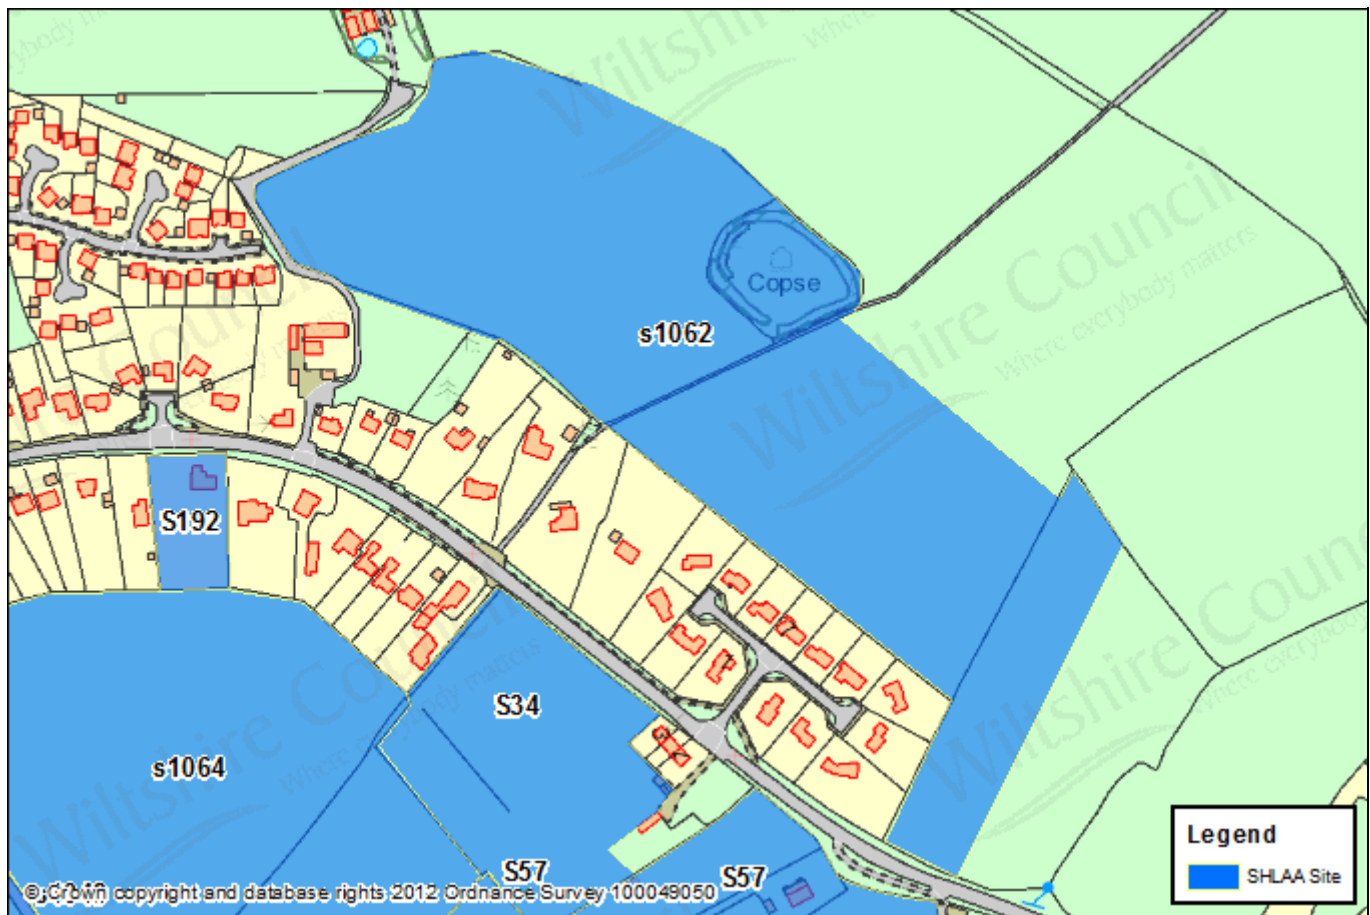 Wiltshire Council
Where everybody matters
Copse
s1062
S192
S34
s1064
S57
S57
Legend
SHLAA Site
© Crown copyright and database rights 2012 Ordnance Survey 100049050